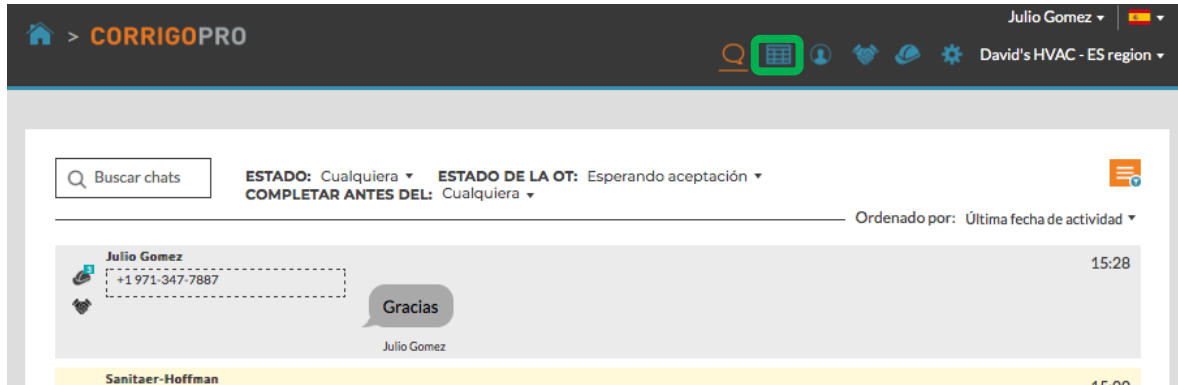 Julio Gomez
> CORRIGOPRO
David's HVAC - ES region
Buscar chats
ESTADO: Cualquiera ESTADO DE LA OT: Esperando aceptación
COMPLETAR ANTES DEL: Cualquiera
Ordenado por: Última fecha de actividad
Julio Gomez
15:28
3
+1 971-347-7887
Gracias
Julio Gomez
Sanitaer-Hoffman